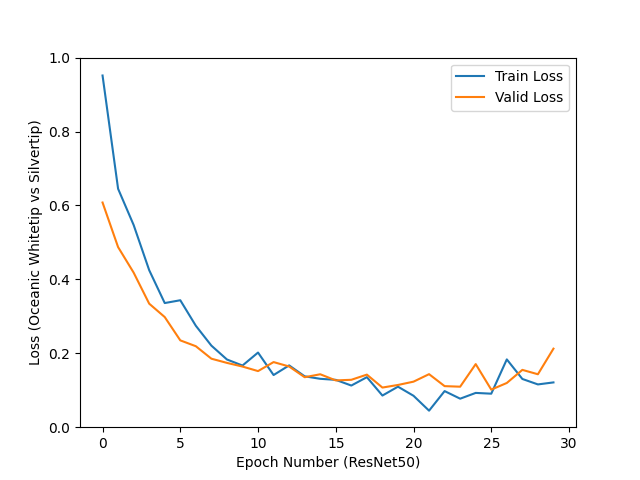 1.0
0.8
0.6
0.4
0.2
0.0
Loss (Oceanic Whitetip vs Silvertip)
Train Loss
Valid Loss
0 5 10 15 20 25 30
Epoch Number (ResNet50)